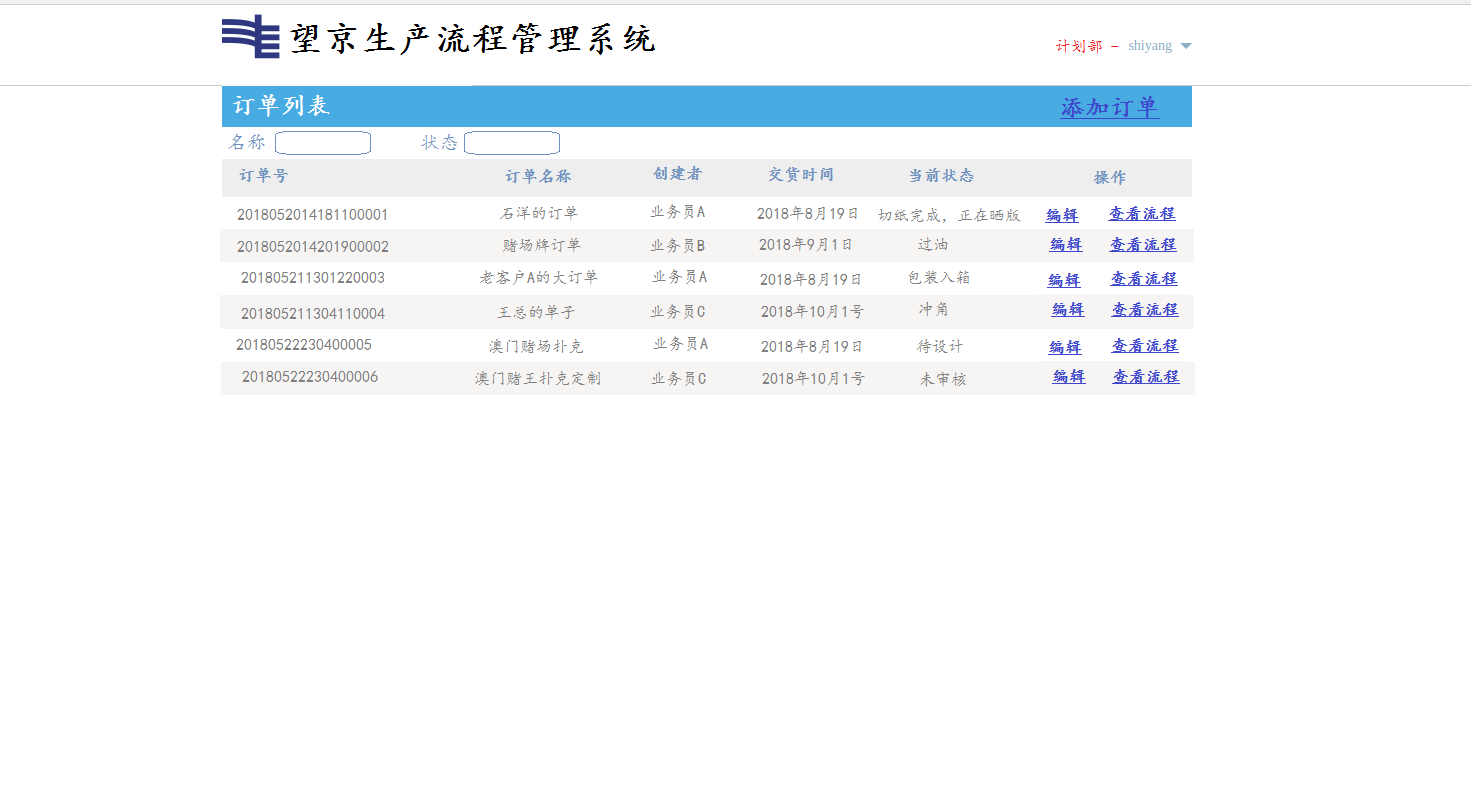 望京生产流程管理系统
计划部 - shiyang
订单列表 添加订单
名称 状态
订单号 订单名称 创建者 交货时间 当前状态 操作
2018052014181100001 石洋的订单 业务员A 2018年8月19日 切纸完成，正在晒版 编辑 查看流程
2018052014201900002 赌场牌订单 业务员B 2018年9月1日 过油 编辑 查看流程
201805211301220003 老客户A的大订单 业务员A 2018年8月19日 包装入箱 编辑 查看流程
201805211304110004 王总的单子 业务员C 2018年10月1号 冲角 编辑 查看流程
20180522230400005 澳门赌场扑克 业务员A 2018年8月19日 待设计 编辑 查看流程
20180522230400006 澳门赌王扑克定制 业务员C 2018年10月1号 未审核 编辑 查看流程